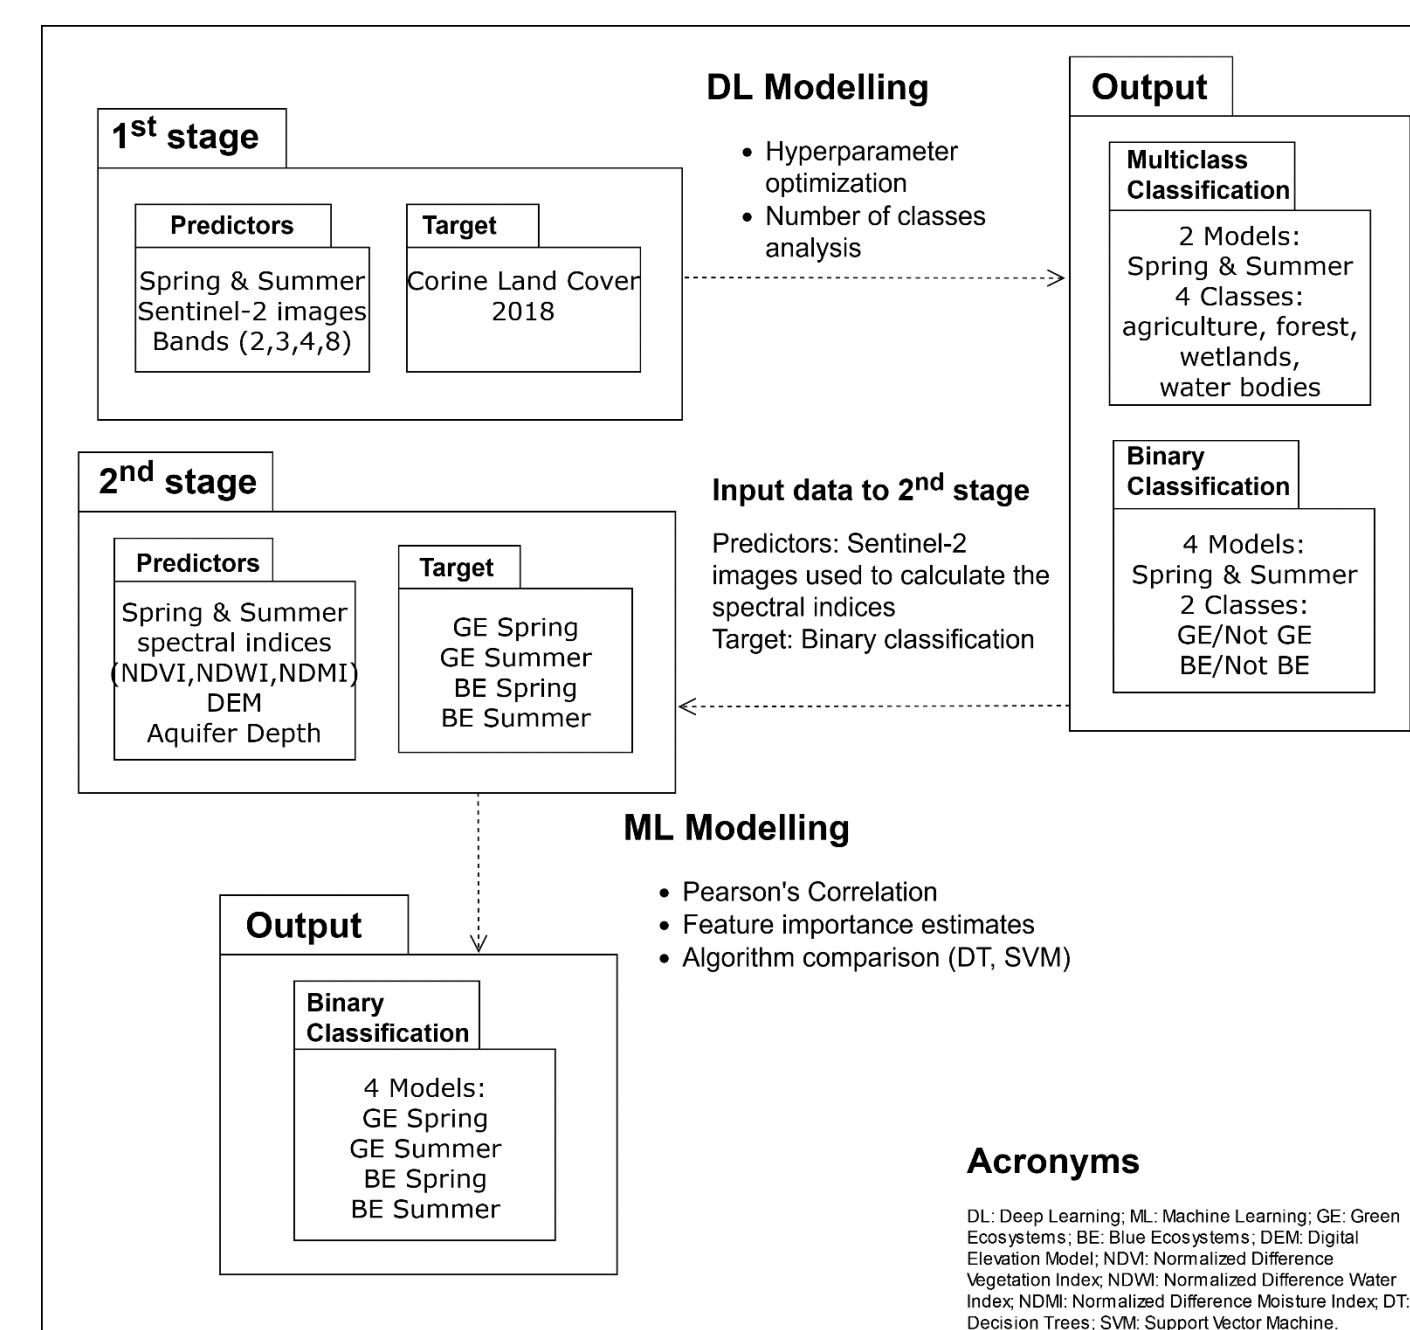 1st stage
Predictors
Spring & Summer
Sentinel-2 images
Bands (2,3,4,8)
Target
Corine Land Cover
2018
DL Modelling
• Hyperparameter
optimization
• Number of classes
analysis
Output
Multiclass
Classification
2 Models:
Spring & Summer
4 Classes:
agriculture, forest,
wetlands,
water bodies
Binary
Classification
4 Models:
Spring & Summer
2 Classes:
GE/Not GE
BE/Not BE
Input data to 2nd stage
Predictors: Sentinel-2
images used to calculate the
spectral indices
Target: Binary classification
2nd stage
Predictors
Spring & Summer
spectral indices
(NDVI,NDWI,NDMI)
DEM
Aquifer Depth
Target
GE Spring
GE Summer
BE Spring
BE Summer
ML Modelling
• Pearson's Correlation
• Feature importance estimates
• Algorithm comparison (DT, SVM)
Output
Binary
Classification
4 Models:
GE Spring
GE Summer
BE Spring
BE Summer
Acronyms
DL: Deep Learning; ML: Machine Learning; GE: Green
Ecosystems; BE: Blue Ecosystems; DEM: Digital
Elevation Model; NDVI: Normalized Difference
Vegetation Index; NDWI: Normalized Difference Water
Index; NDMI: Normalized Difference Moisture Index; DT:
Decision Trees; SVM: Support Vector Machine.